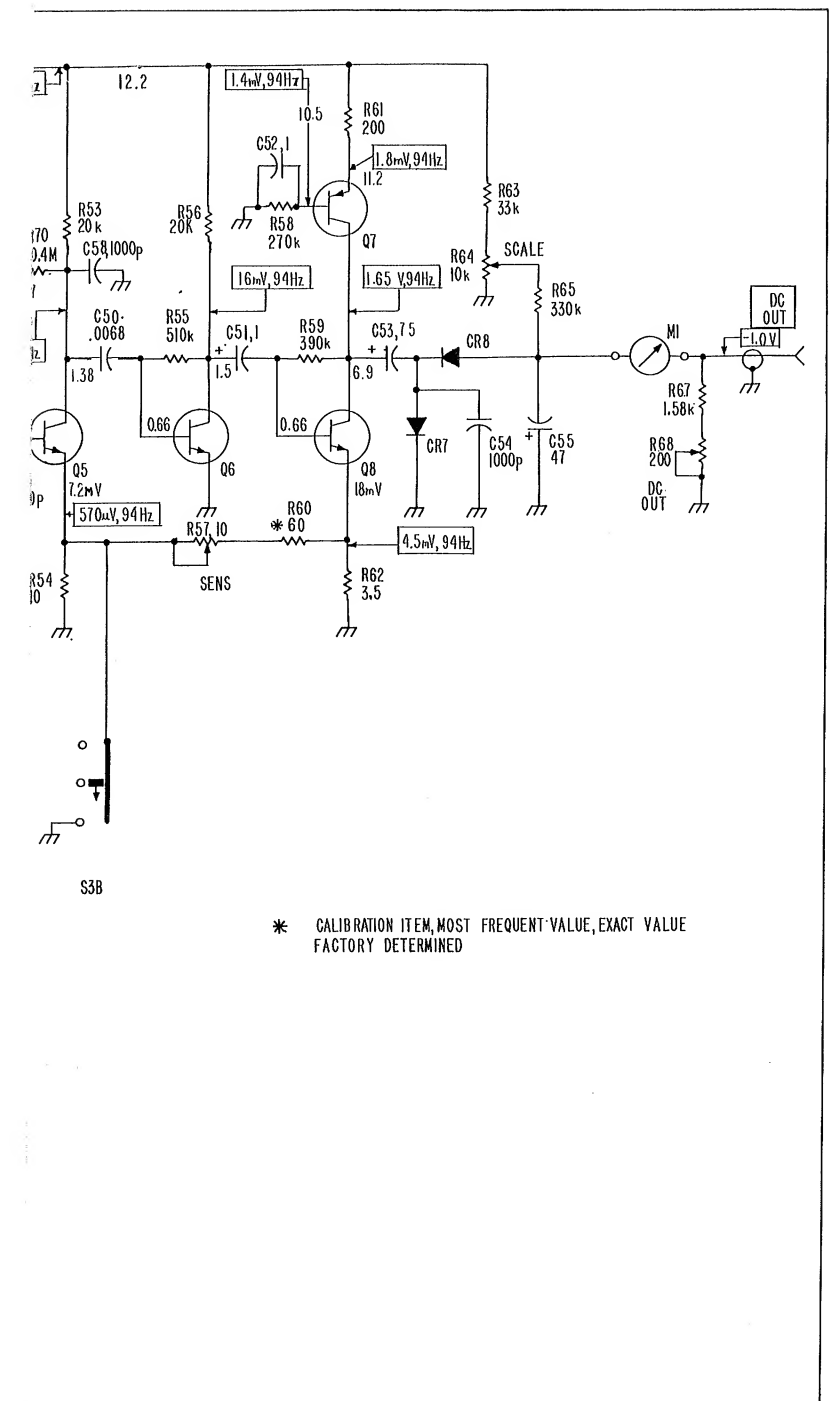 12.2
1.4mV,94Hz
10.5
R61
200
C52,1
1.8mV,94Hz
11.2
R53
20k
R56
20K
R58
270k
Q7
R63
33k
C58,1000p
0.4M
16mV,94Hz
1.65 V,94Hz
R64
10k
SCALE
R65
330k
DC
OUT
-1.0V
C50
.0068
R55
510k
C51,1
R59
390k
C53,75
CR8
M1
+
+
1.38
1.5
6.9
R67
1.58k
0.66
0.66
CR7
C54
1000p
+
C55
47
R68
200
DC
OUT
Q5
7.2mV
Q6
Q8
18mV
570µV,94Hz
R57,10
R60
* 60
4.5mV,94Hz
SENS
R54
10
R62
3.5
S3B
* CALIBRATION ITEM, MOST FREQUENT VALUE, EXACT VALUE
FACTORY DETERMINED